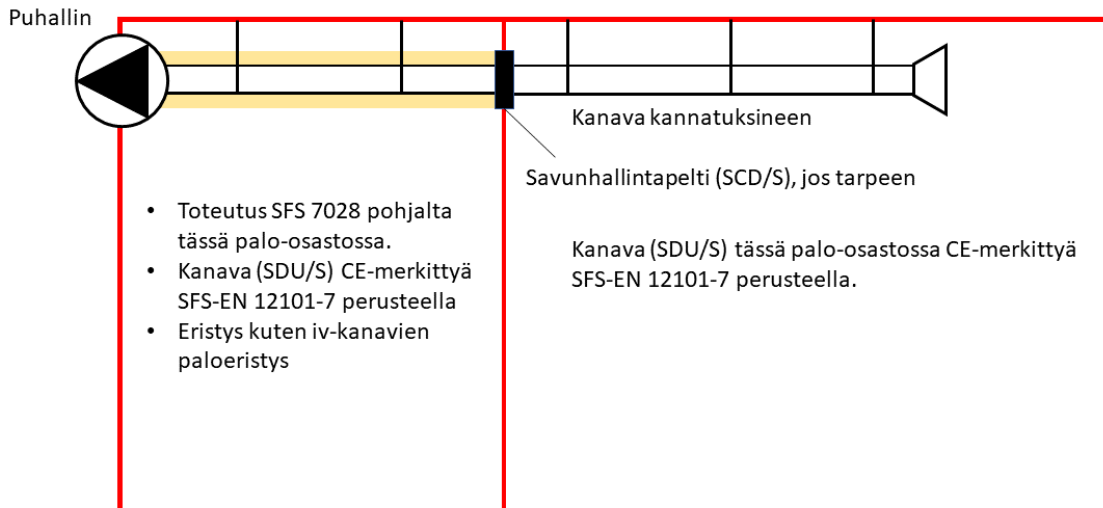 Puhallin
Kanava kannatuksineen
Savunhallintapelti (SCD/S), jos tarpeen
• Toteutus SFS 7028 pohjalta
tässä palo-osastossa.
• Kanava (SDU/S) CE-merkittyä
SFS-EN 12101-7 perusteella
• Eristys kuten iv-kanavien
paloeristys
Kanava (SDU/S) tässä palo-osastossa CE-merkittyä
SFS-EN 12101-7 perusteella.